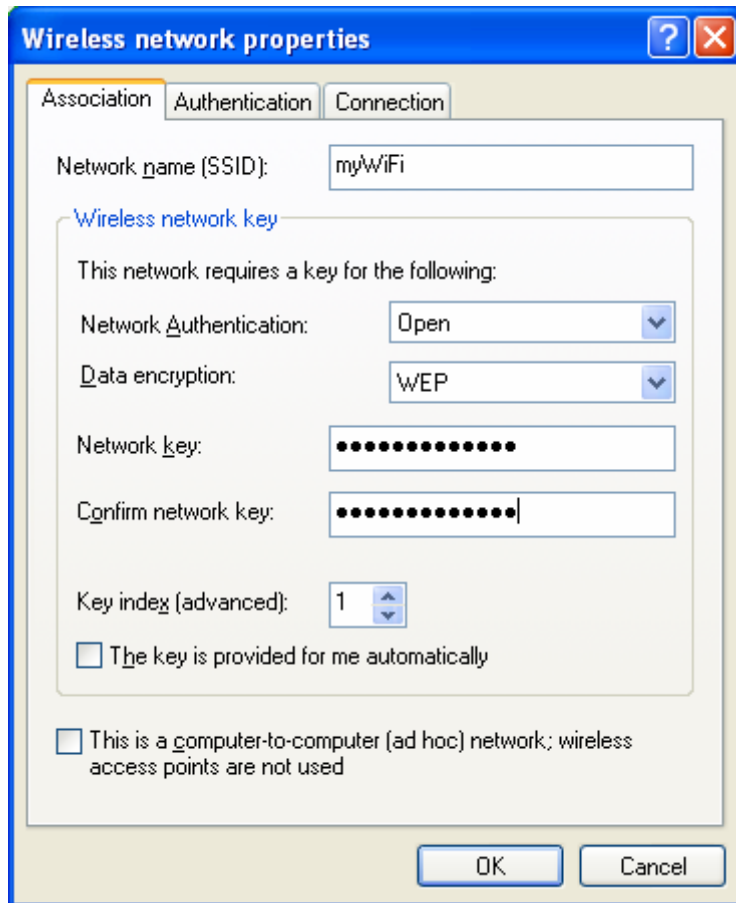 Wireless network properties
Association Authentication Connection
Network name (SSID): myWiFi
Wireless network key
This network requires a key for the following:
Network Authentication: Open
Data encryption: WEP
Network key: •••••••••••••
Confirm network key: •••••••••••••
Key index (advanced): 1
The key is provided for me automatically
This is a computer-to-computer (ad hoc) network; wireless
access points are not used
OK Cancel